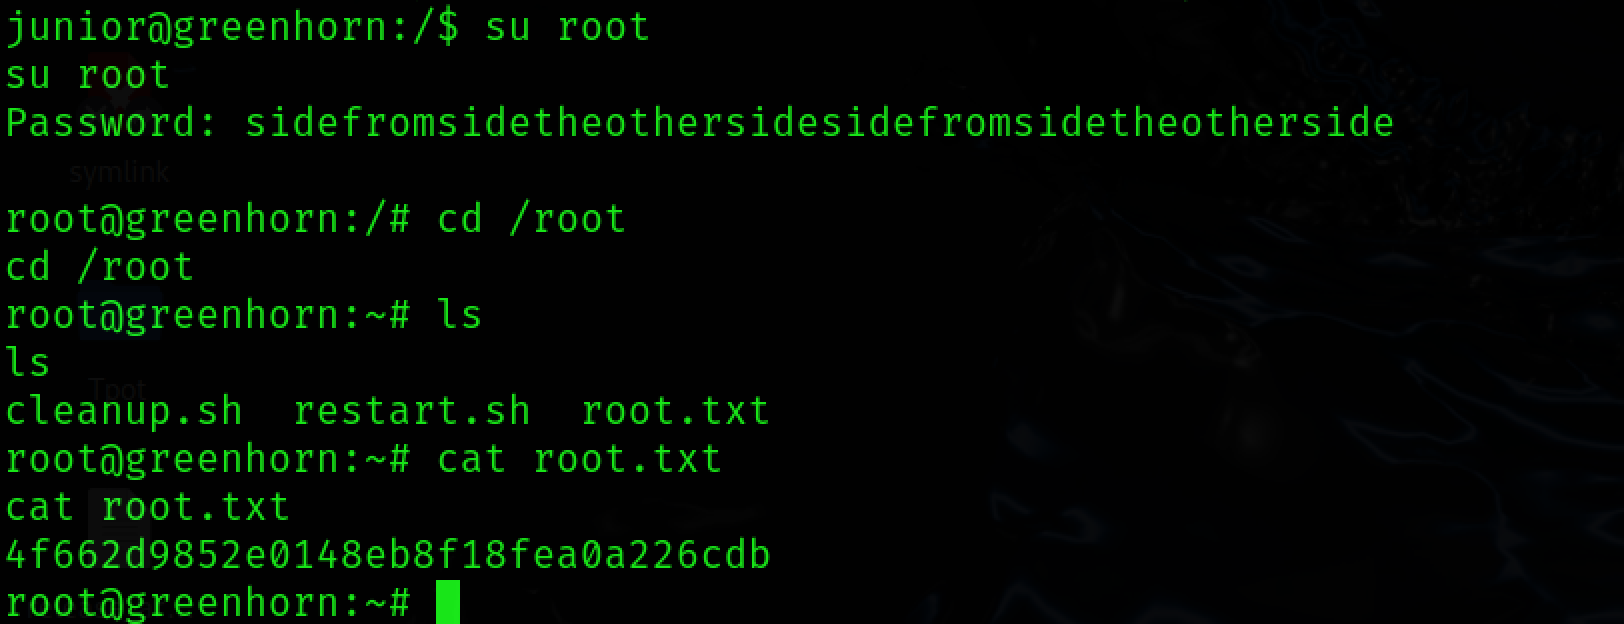 junior@greenhorn:/$ su root
su root
Password: sidefromsidetheothersidesidefromsidetheotherside
symlink
root@greenhorn:/# cd /root
cd /root
root@greenhorn:~# ls
ls
Tpot
cleanup.sh  restart.sh  root.txt
root@greenhorn:~# cat root.txt
cat root.txt
4f662d9852e0148eb8f18fea0a226cdb
root@greenhorn:~#